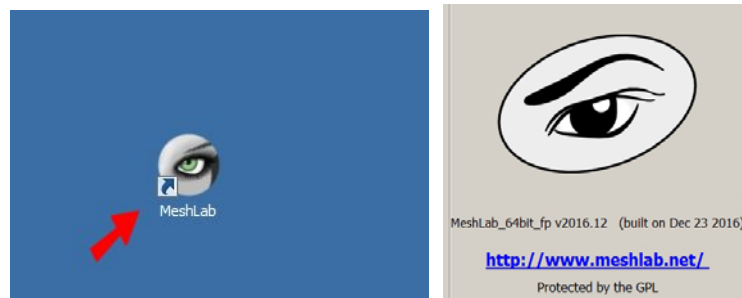 MeshLab
MeshLab_64bit_fp v2016.12   (built on Dec 23 2016)
http://www.meshlab.net/
Protected by the GPL